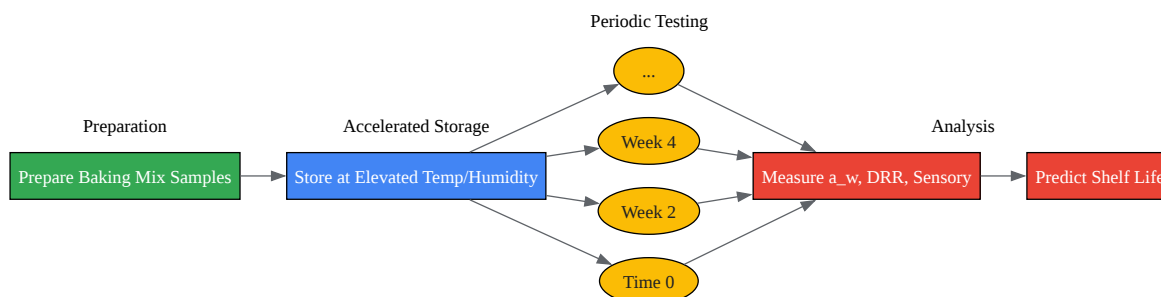 Periodic Testing
...
Preparation
Accelerated Storage
Analysis
Week 4
Prepare Baking Mix Samples
Store at Elevated Temp/Humidity
Measure a_w, DRR, Sensory
Predict Shelf Life
Week 2
Time 0